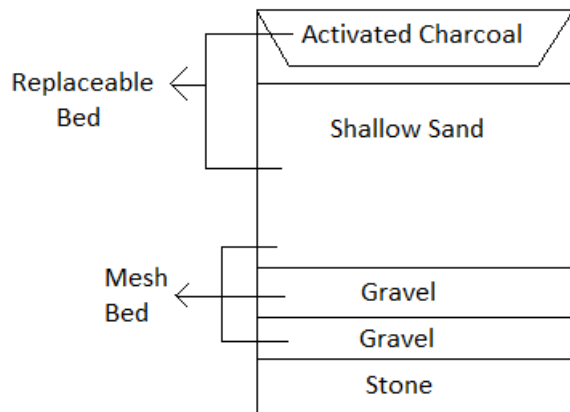 Activated Charcoal
Replaceable
Bed
Shallow Sand
Mesh
Bed
Gravel
Gravel
Stone